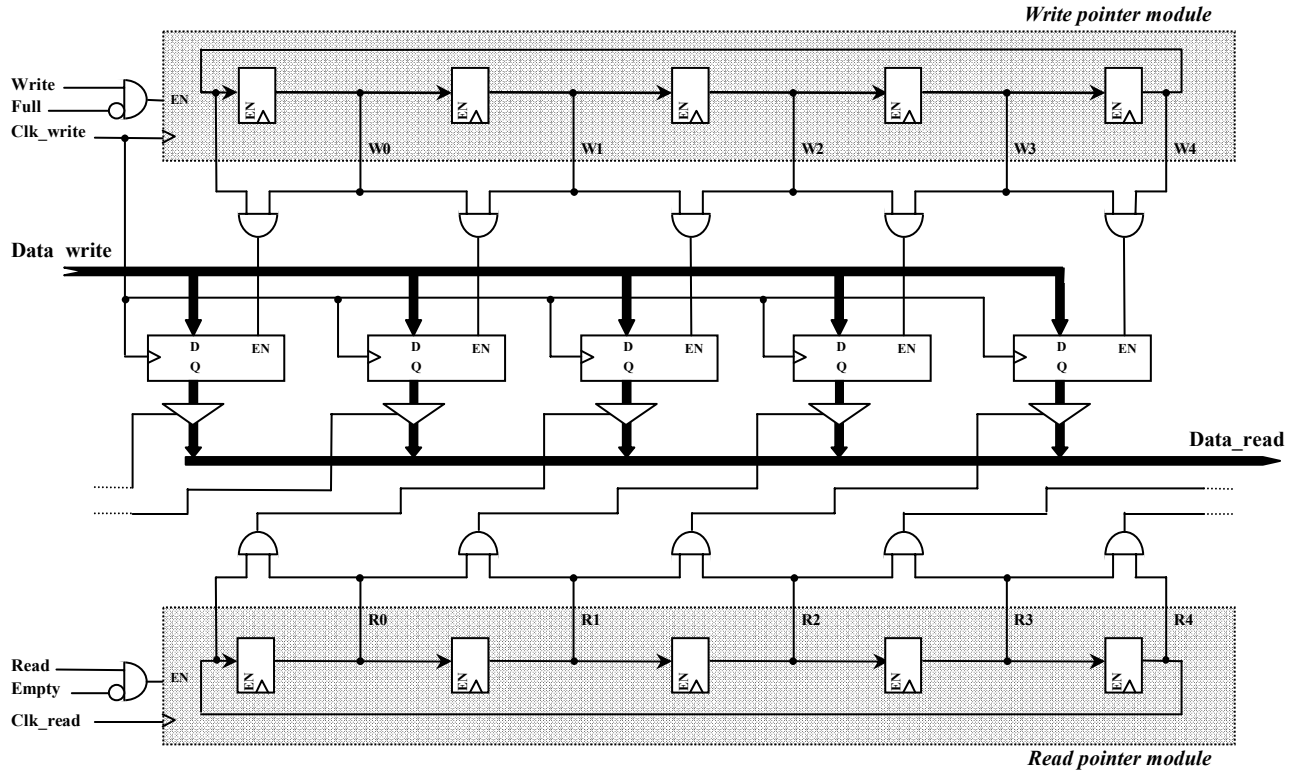 Write pointer module
Write
Full
Clk_write
EN
EN EN EN EN EN
W0 W1 W2 W3 W4
Data_write
D EN D EN D EN D EN D EN
Q Q Q Q Q
Data_read
R0 R1 R2 R3 R4
Read
Empty
Clk_read
EN
EN EN EN EN EN
Read pointer module